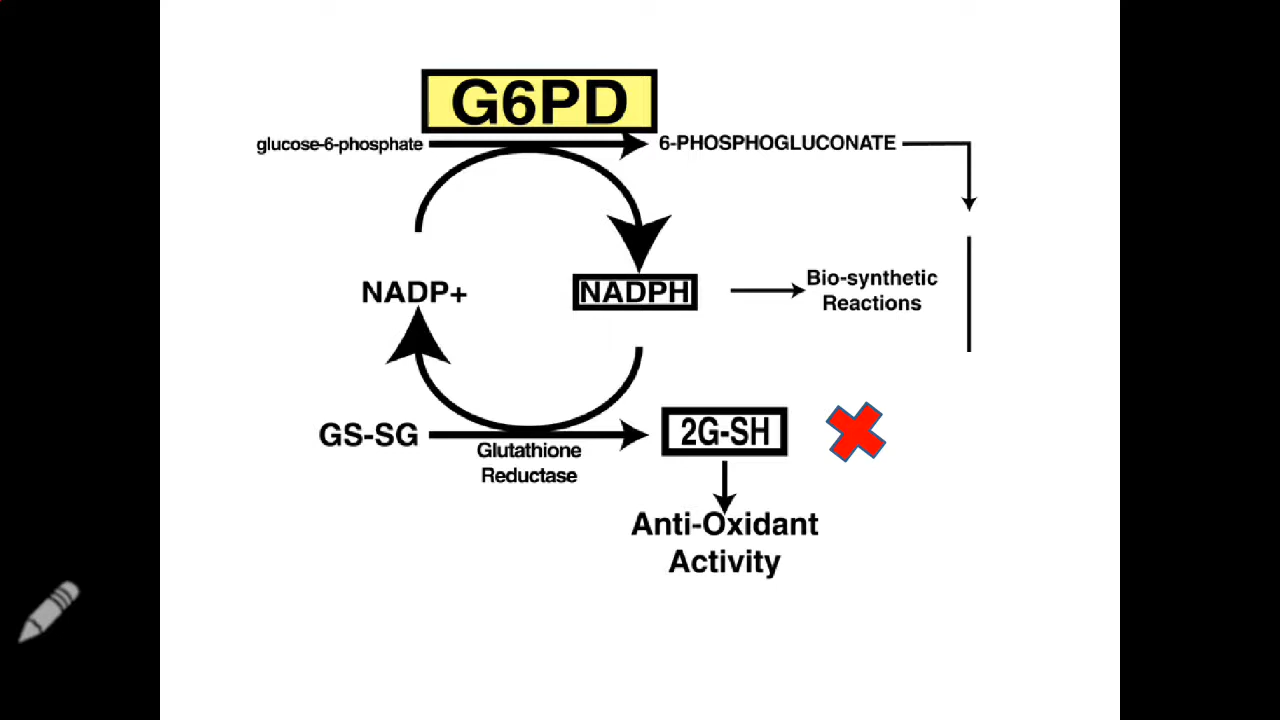 G6PD
glucose-6-phosphate
6-PHOSPHOGLUCONATE
NADP+
NADPH
Bio-synthetic
Reactions
GS-SG
Glutathione
Reductase
2G-SH
Anti-Oxidant
Activity